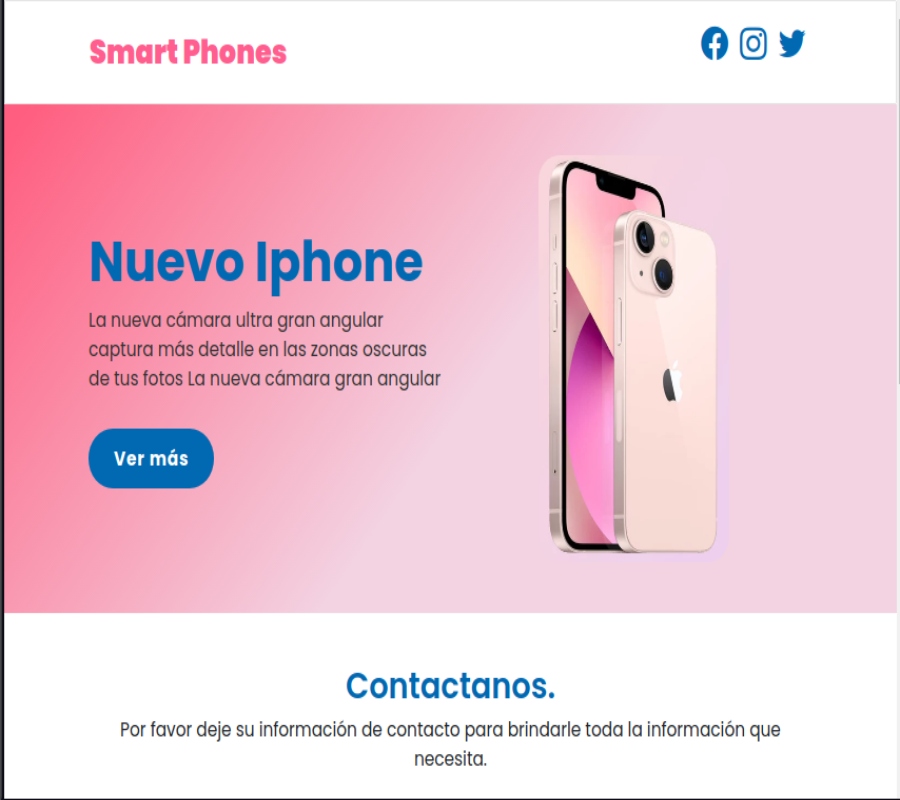 Smart Phones
Nuevo Iphone
La nueva cámara ultra gran angular
captura más detalle en las zonas oscuras
de tus fotos La nueva cámara gran angular
Ver más
Contactanos.
Por favor deje su información de contacto para brindarle toda la información que
necesita.